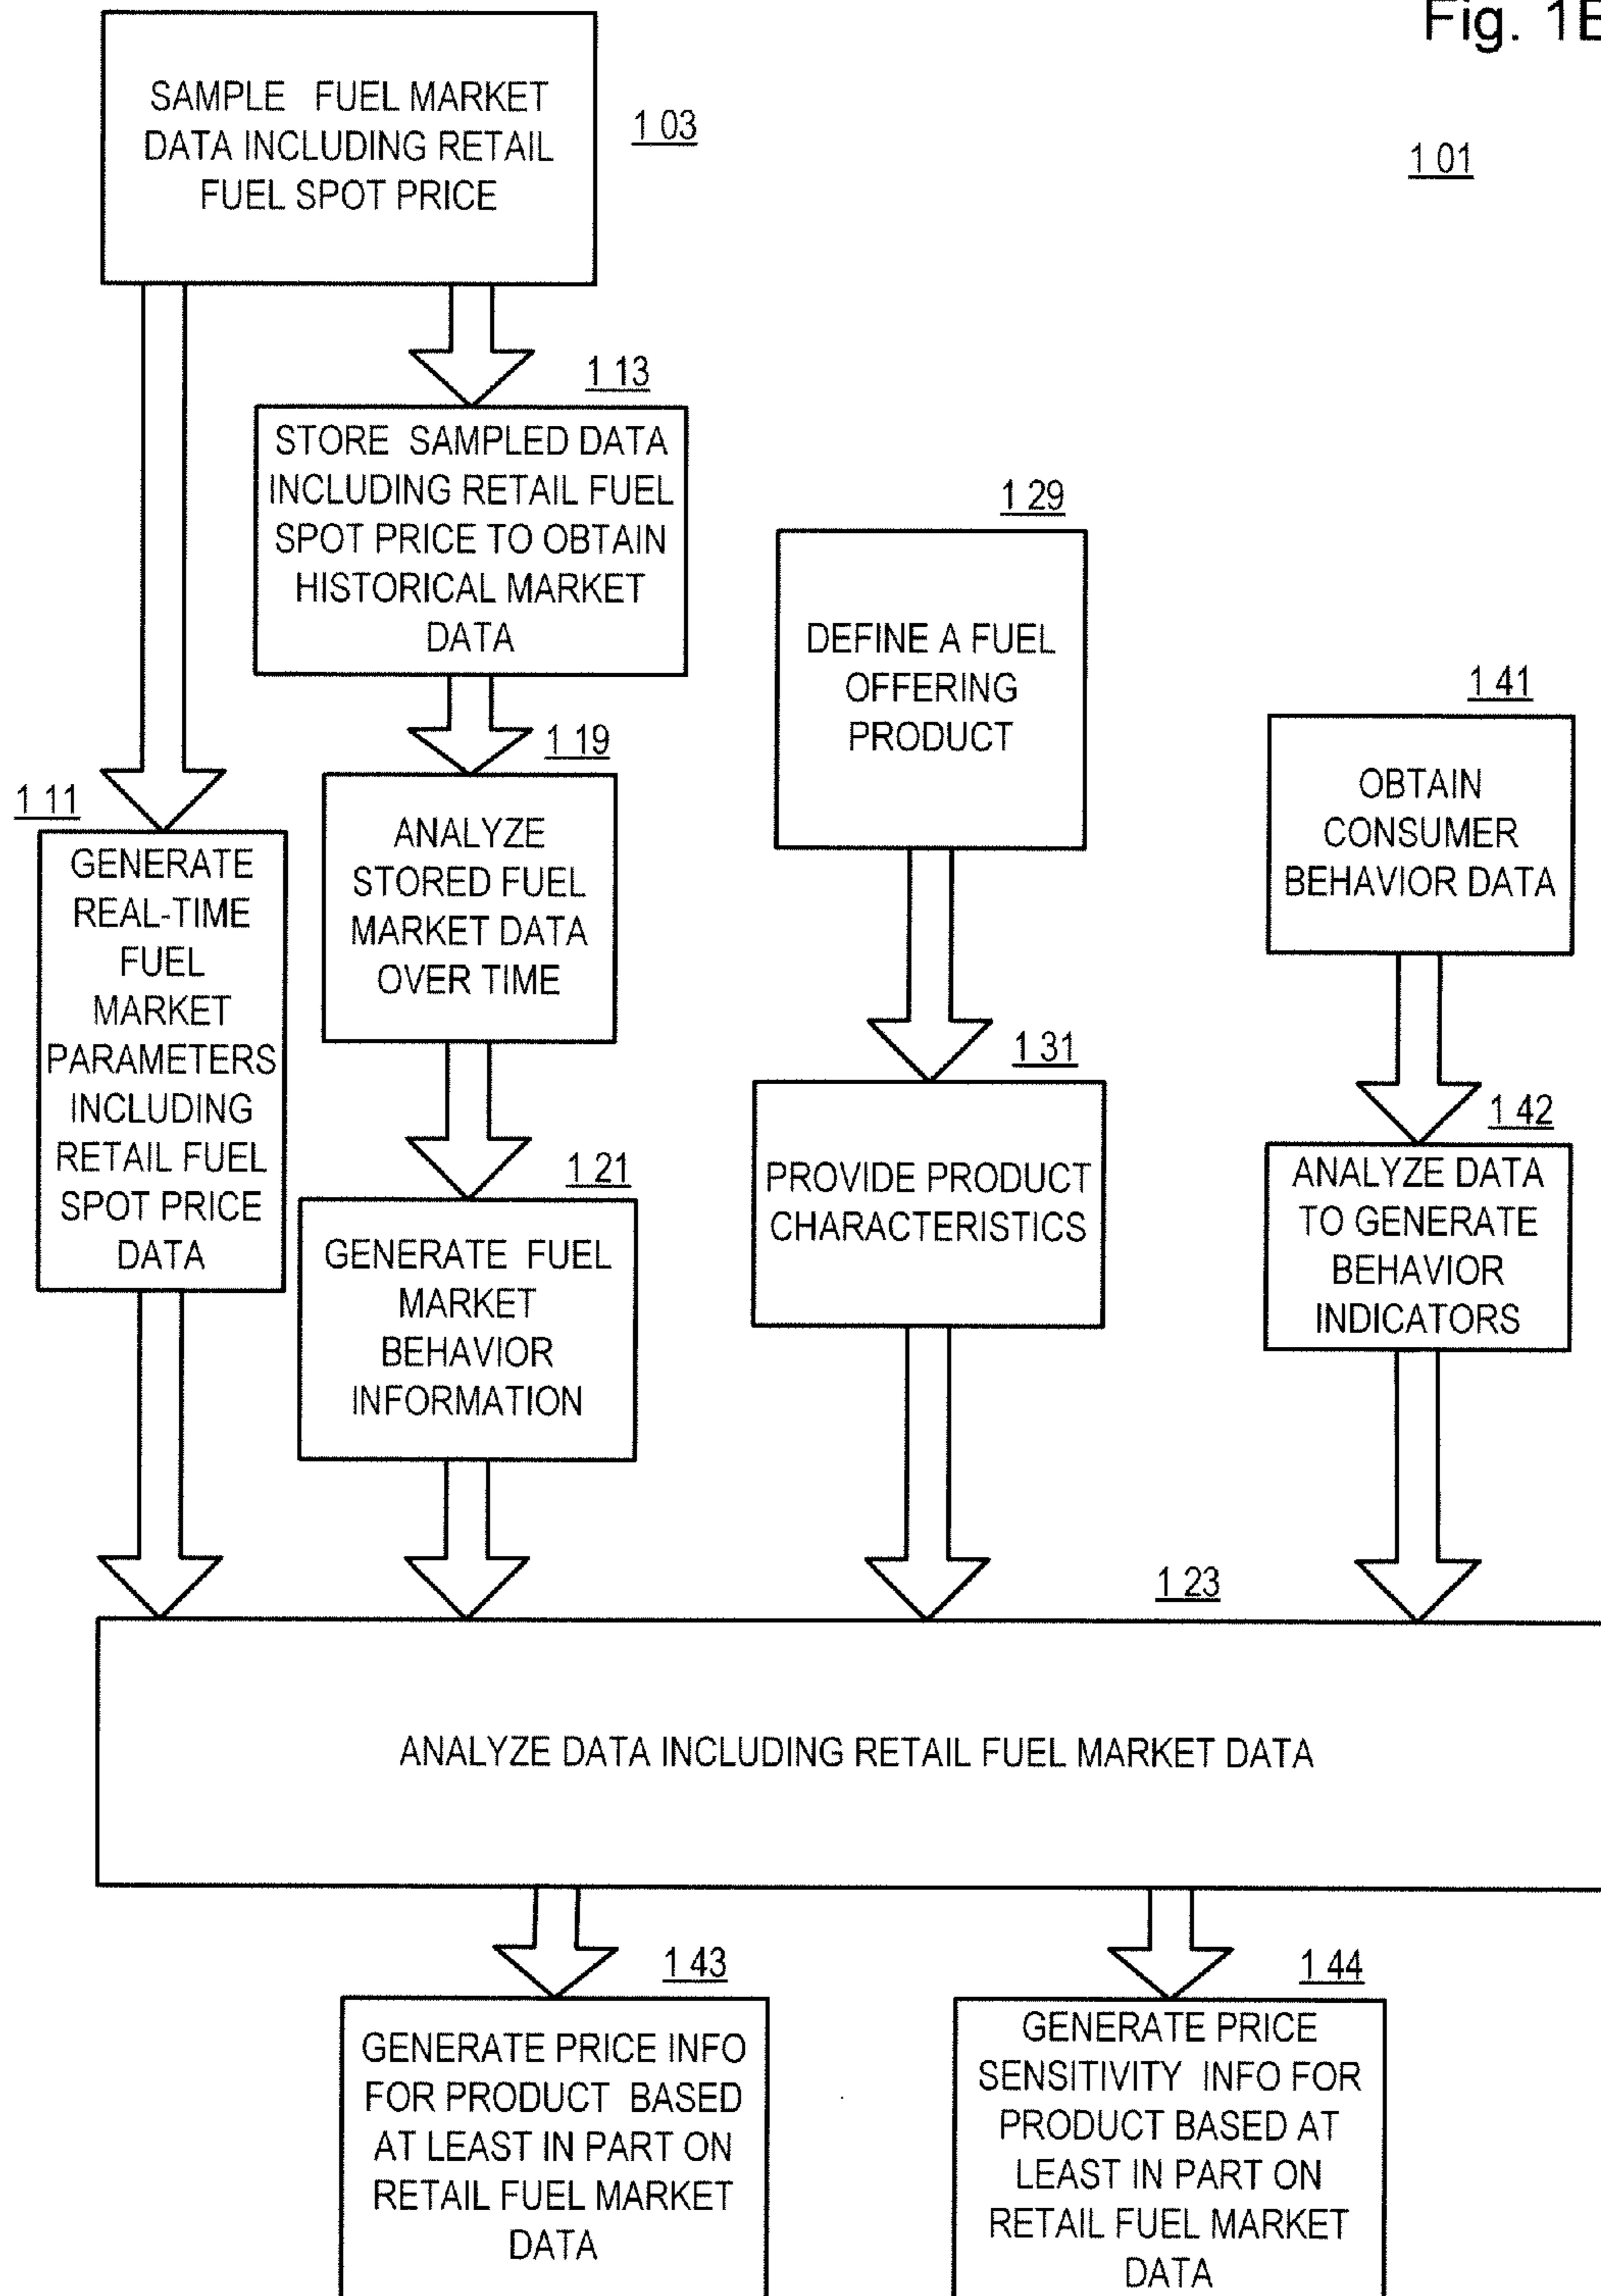 Fig. 1B
SAMPLE FUEL MARKET
DATA INCLUDING RETAIL
FUEL SPOT PRICE
1 03
1 01
1 13
STORE SAMPLED DATA
INCLUDING RETAIL FUEL
SPOT PRICE TO OBTAIN
HISTORICAL MARKET
DATA
1 29
DEFINE A FUEL
OFFERING
PRODUCT
1 41
OBTAIN
CONSUMER
BEHAVIOR DATA
1 19
ANALYZE
STORED FUEL
MARKET DATA
OVER TIME
1 11
GENERATE
REAL-TIME
FUEL
MARKET
PARAMETERS
INCLUDING
RETAIL FUEL
SPOT PRICE
DATA
1 31
PROVIDE PRODUCT
CHARACTERISTICS
1 42
ANALYZE DATA
TO GENERATE
BEHAVIOR
INDICATORS
1 21
GENERATE FUEL
MARKET
BEHAVIOR
INFORMATION
1 23
ANALYZE DATA INCLUDING RETAIL FUEL MARKET DATA
1 43
GENERATE PRICE INFO
FOR PRODUCT BASED
AT LEAST IN PART ON
RETAIL FUEL MARKET
DATA
1 44
GENERATE PRICE
SENSITIVITY INFO FOR
PRODUCT BASED AT
LEAST IN PART ON
RETAIL FUEL MARKET
DATA